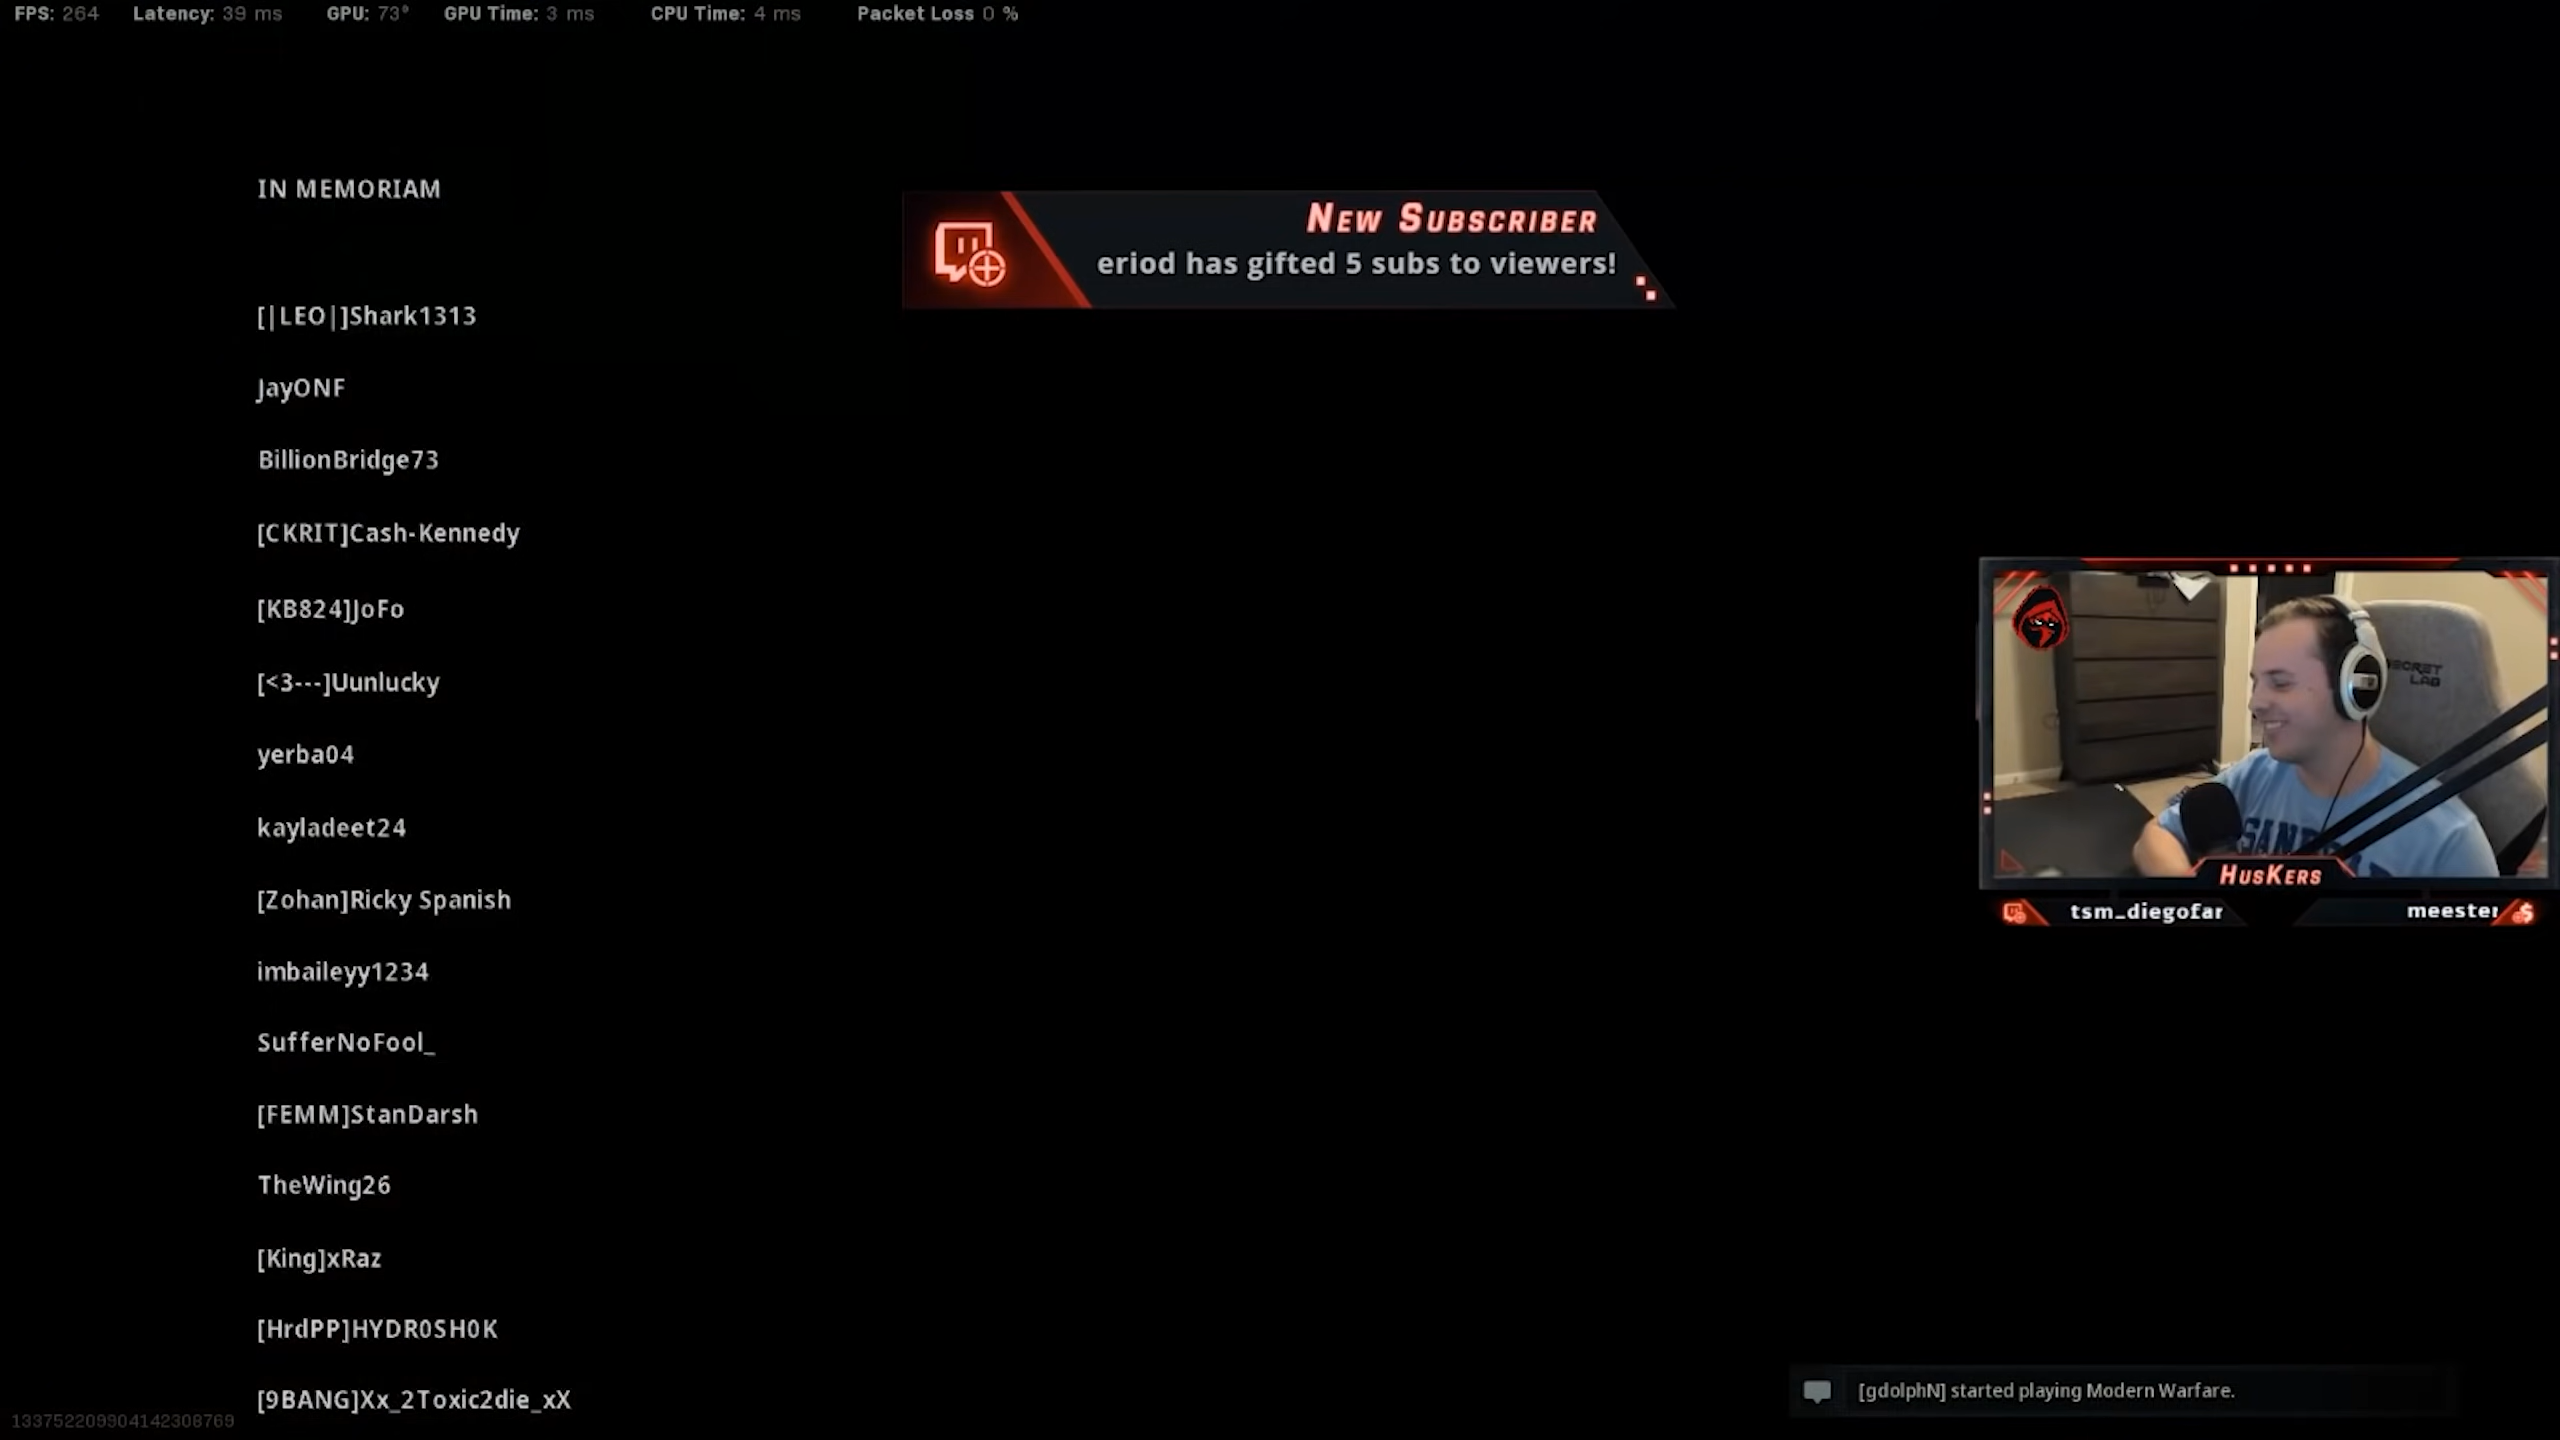 FPS: 264 Latency: 39 ms GPU: 73° GPU Time: 3 ms CPU Time: 4 ms Packet Loss 0 %
IN MEMORIAM
NEW SUBSCRIBER
eriod has gifted 5 subs to viewers!
[|LEO|]Shark1313
JayONF
BillionBridge73
[CKRIT]Cash-Kennedy
[KB824]JoFo
[<3---]Uunlucky
yerba04
kayladeet24
[Zohan]Ricky Spanish
imbaileyy1234
SufferNoFool_
[FEMM]StanDarsh
TheWing26
[King]xRaz
[HrdPP]HYDR0SH0K
[9BANG]Xx_2Toxic2die_xX
133752209904142308769
SECRET
LAB
HUSKERS
tsm_diegofar
meester
[gdolphN] started playing Modern Warfare.